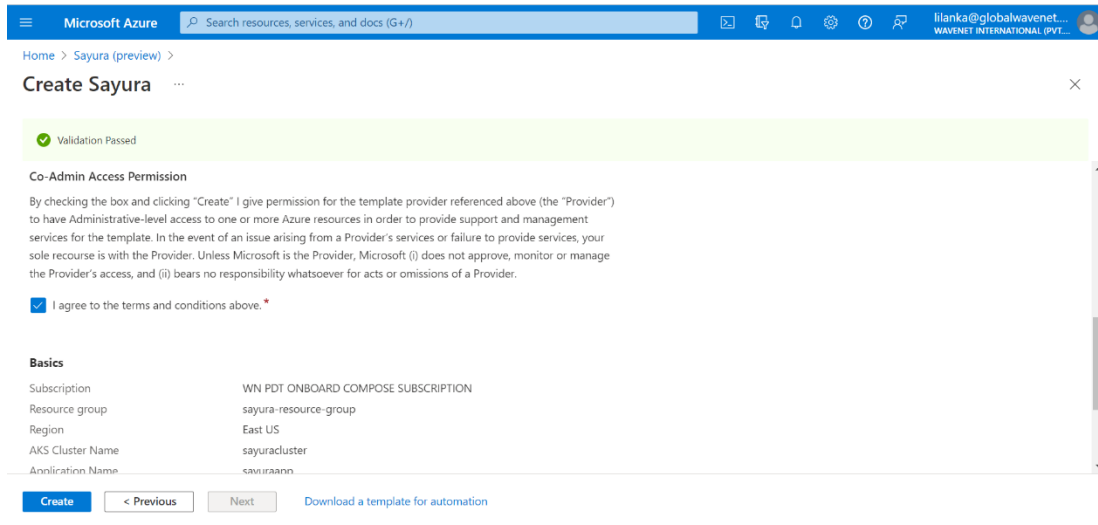 Microsoft Azure
Search resources, services, and docs (G+/)
lilanka@globalwavenet....
WAVENET INTERNATIONAL (PVT....
Home > Sayura (preview) >
Create Sayura ...
Validation Passed
Co-Admin Access Permission
By checking the box and clicking “Create” I give permission for the template provider referenced above (the “Provider”)
to have Administrative-level access to one or more Azure resources in order to provide support and management
services for the template. In the event of an issue arising from a Provider's services or failure to provide services, your
sole recourse is with the Provider. Unless Microsoft is the Provider, Microsoft (i) does not approve, monitor or manage
the Provider's access, and (ii) bears no responsibility whatsoever for acts or omissions of a Provider.
I agree to the terms and conditions above. *
Basics
Subscription WN PDT ONBOARD COMPOSE SUBSCRIPTION
Resource group sayura-resource-group
Region East US
AKS Cluster Name sayuracluster
Application Name sayuraapp
Create
< Previous
Next
Download a template for automation